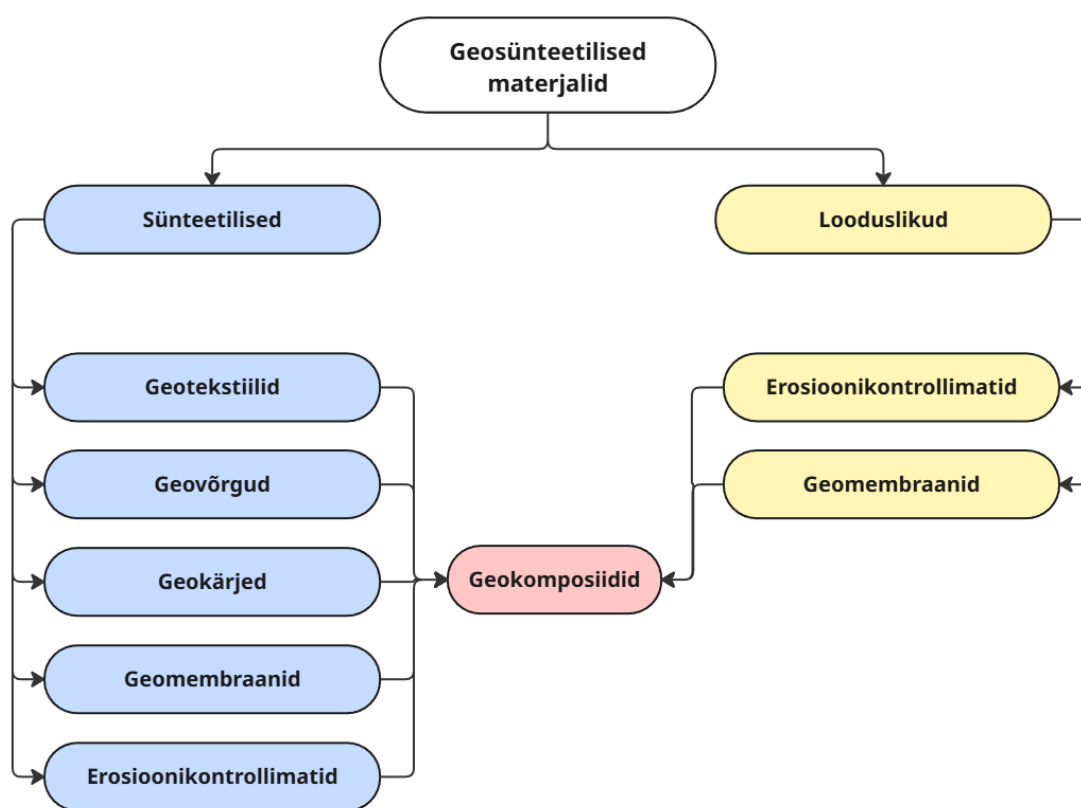 Geosünteetilised
materjalid
Sünteetilised
Looduslikud
Geotekstiilid
Erosioonikontrollimatid
Geovõrgud
Geomembraanid
Geokärjed
Geokomposiidid
Geomembraanid
Erosioonikontrollimatid